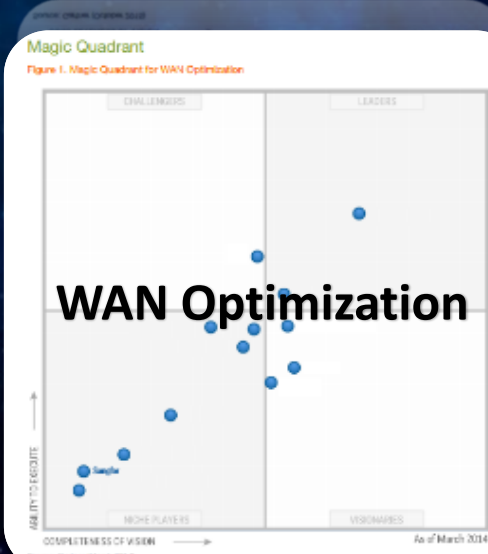 Magic Quadrant
Figure 1. Magic Quadrant for WAN Optimization
CHALLENGERS
LEADERS
WAN Optimization
ABILITY TO EXECUTE
Sangfor
NICHE PLAYERS
VISIONARIES
COMPLETENESS OF VISION
As of March 2014